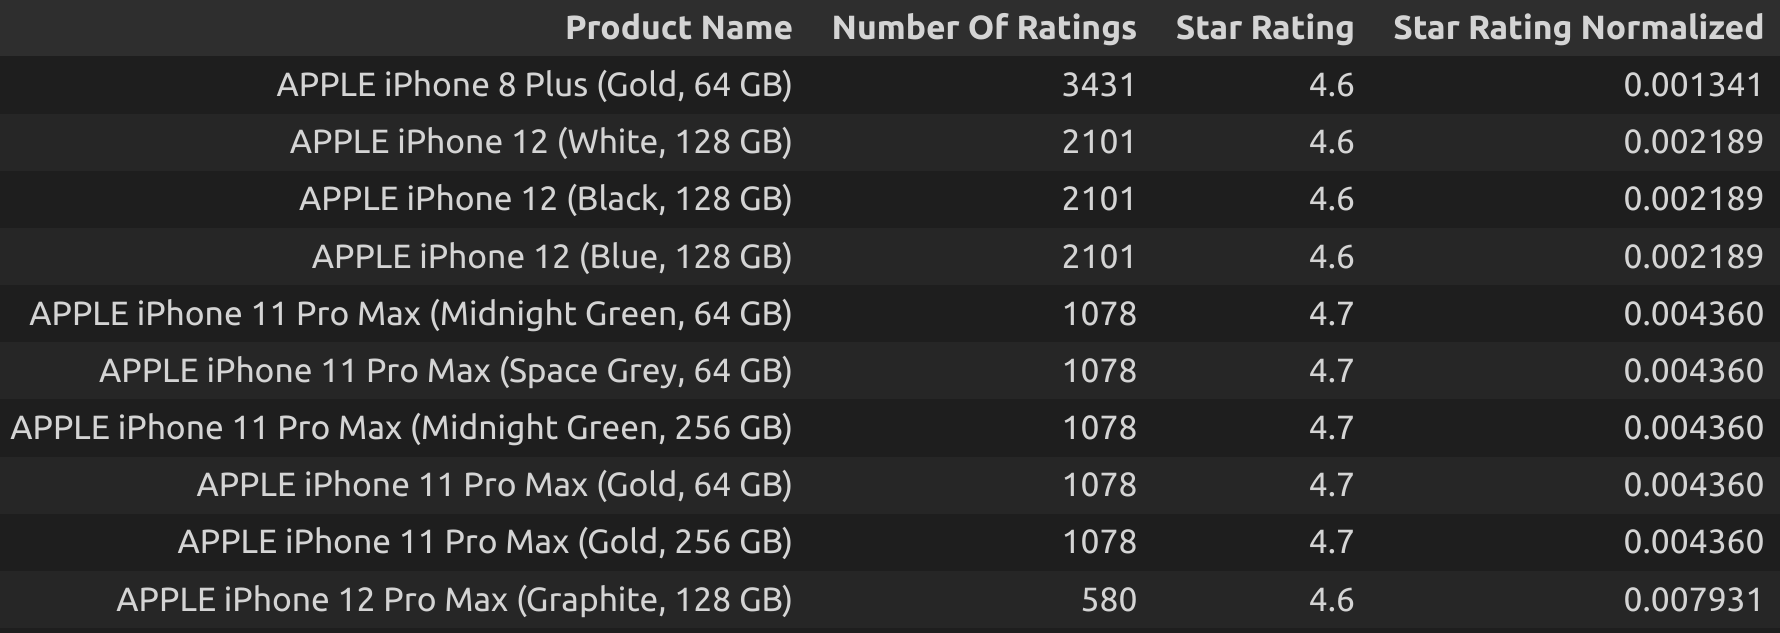 Product Name Number Of Ratings Star Rating Star Rating Normalized
APPLE iPhone 8 Plus (Gold, 64 GB) 3431 4.6 0.001341
APPLE iPhone 12 (White, 128 GB) 2101 4.6 0.002189
APPLE iPhone 12 (Black, 128 GB) 2101 4.6 0.002189
APPLE iPhone 12 (Blue, 128 GB) 2101 4.6 0.002189
APPLE iPhone 11 Pro Max (Midnight Green, 64 GB) 1078 4.7 0.004360
APPLE iPhone 11 Pro Max (Space Grey, 64 GB) 1078 4.7 0.004360
APPLE iPhone 11 Pro Max (Midnight Green, 256 GB) 1078 4.7 0.004360
APPLE iPhone 11 Pro Max (Gold, 64 GB) 1078 4.7 0.004360
APPLE iPhone 11 Pro Max (Gold, 256 GB) 1078 4.7 0.004360
APPLE iPhone 12 Pro Max (Graphite, 128 GB) 580 4.6 0.007931